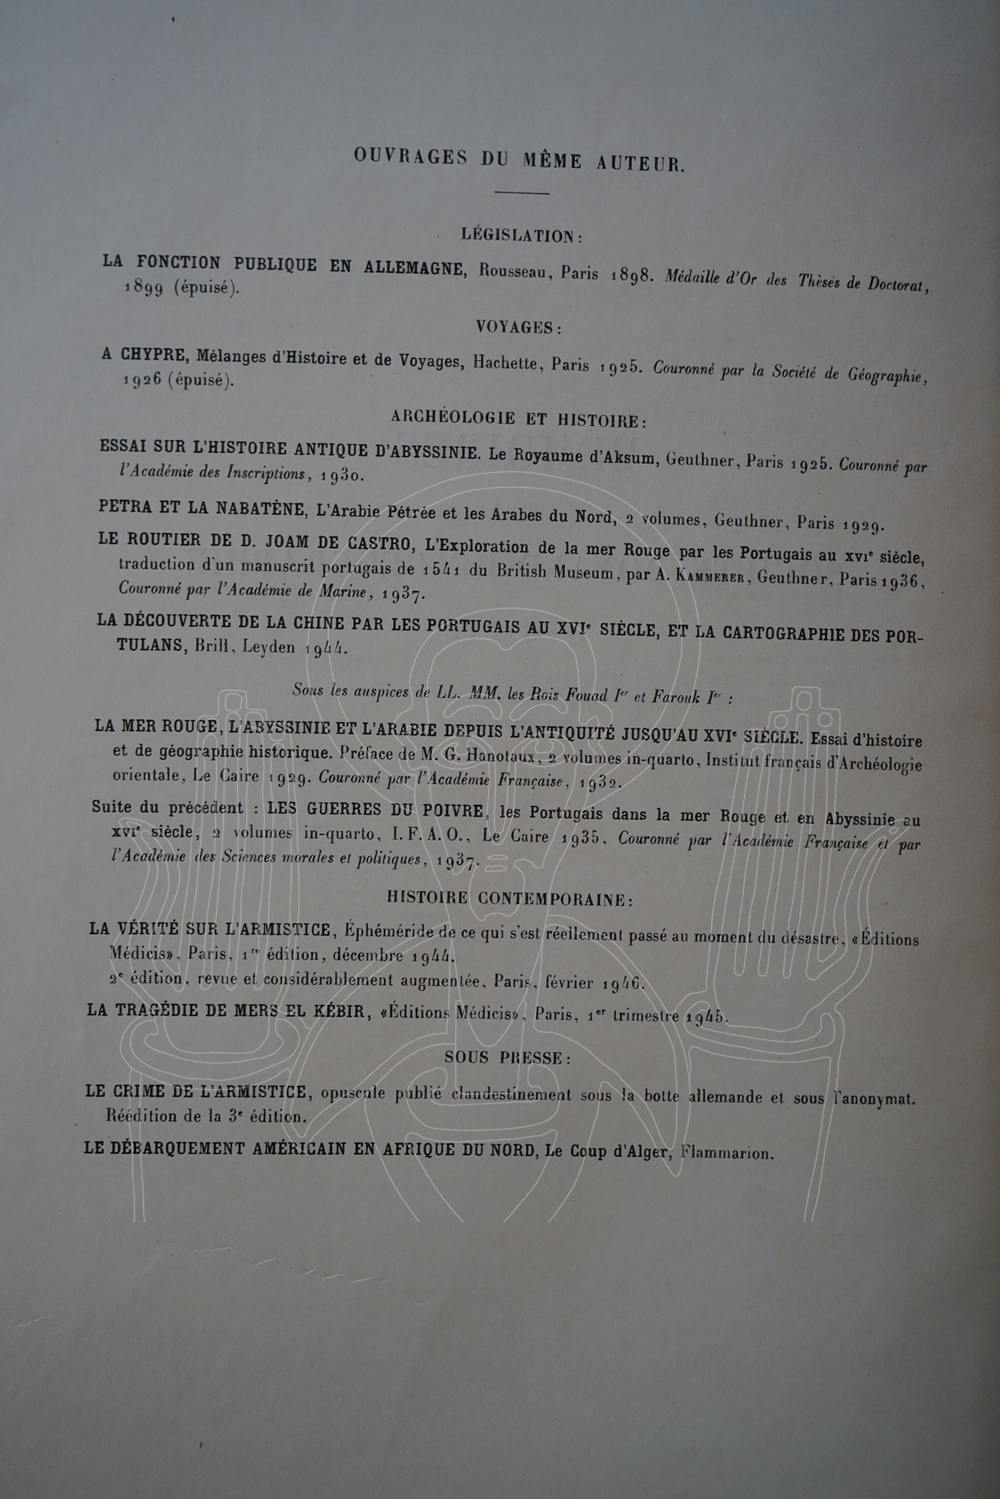 OUVRAGES DU MÊME AUTEUR.
LÉGISLATION :
LA FONCTION PUBLIQUE EN ALLEMAGNE, Rousseau, Paris 1898. Médaille d'Or des Thèses de Doctorat,
1899 (épuisé).
VOYAGES :
A CHYPRE, Mélanges d'Histoire et de Voyages, Hachette, Paris 1925. Couronné par la Société de Géographie,
1926 (épuisé).
ARCHÉOLOGIE ET HISTOIRE :
ESSAI SUR L'HISTOIRE ANTIQUE D'ABYSSINIE. Le Royaume d'Aksum, Geuthner, Paris 1925. Couronné par
l'Académie des Inscriptions, 1930.
PETRA ET LA NABATÈNE, L'Arabie Pétrée et les Arabes du Nord, 2 volumes, Geuthner, Paris 1929.
LE ROUTIER DE D. JOAM DE CASTRO, L'Exploration de la mer Rouge par les Portugais au XVIe siècle,
traduction d'un manuscrit portugais de 1541 du British Museum, par A. KAMMERER, Geuthner, Paris 1936,
Couronné par l'Académie de Marine, 1937.
LA DÉCOUVERTE DE LA CHINE PAR LES PORTUGAIS AU XVIe SIÈCLE, ET LA CARTOGRAPHIE DES POR-
TULANS, Brill, Leyden 1944.
Sous les auspices de LL. MM. les Rois Fouad Ier et Farouk Ier :
LA MER ROUGE, L'ABYSSINIE ET L'ARABIE DEPUIS L'ANTIQUITÉ JUSQU'AU XVIe SIÈCLE. Essai d'histoire
et de géographie historique. Préface de M. G. Hanotaux, 2 volumes in-quarto, Institut français d'Archéologie
orientale, Le Caire 1929. Couronné par l'Académie Française, 1932.
Suite du précédent : LES GUERRES DU POIVRE, les Portugais dans la mer Rouge et en Abyssinie au
XVIe siècle, 2 volumes in-quarto, I. F. A. O., Le Caire 1935, Couronné par l'Académie Française et par
l'Académie des Sciences morales et politiques, 1937.
HISTOIRE CONTEMPORAINE :
LA VÉRITÉ SUR L'ARMISTICE, Éphéméride de ce qui s'est réellement passé au moment du désastre, «Éditions
Médicis», Paris, 1re édition, décembre 1944.
2e édition, revue et considérablement augmentée, Paris, février 1946.
LA TRAGÉDIE DE MERS EL KÉBIR, «Éditions Médicis», Paris, 1er trimestre 1945.
SOUS PRESSE :
LE CRIME DE L'ARMISTICE, opuscule publié clandestinement sous la botte allemande et sous l'anonymat.
Réédition de la 3e édition.
LE DÉBARQUEMENT AMÉRICAIN EN AFRIQUE DU NORD, Le Coup d'Alger, Flammarion.